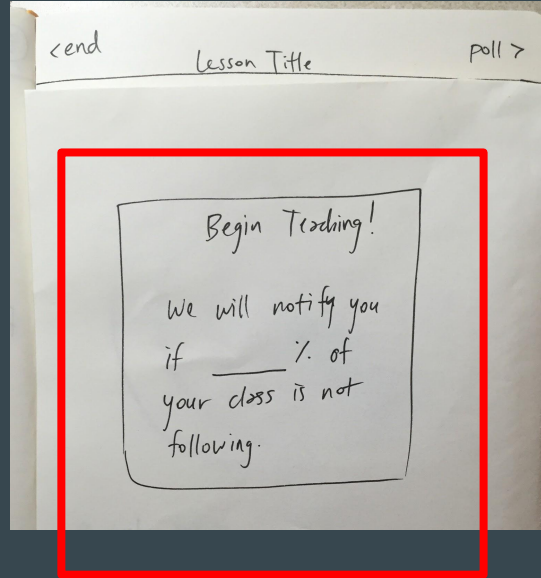 <end
Lesson Title
poll >
Begin Teaching!
We will notify you
if ____ % of
your class is not
following.